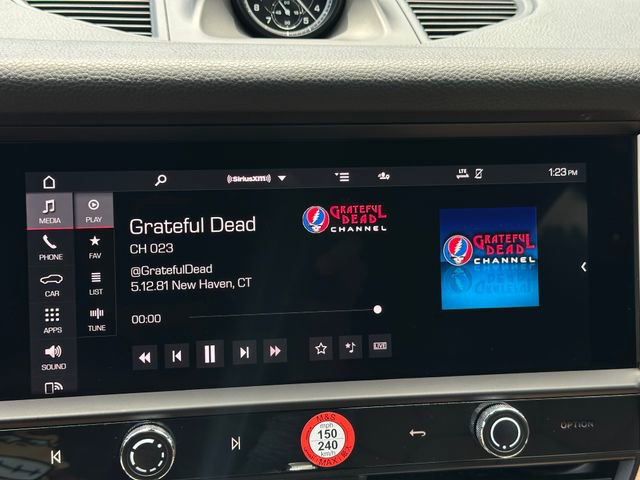 ((SiriusXM))
LTE
1:23 PM
MEDIA
PLAY
Grateful Dead
GRATEFUL
DEAD
CHANNEL
GRATEFUL
DEAD
CHANNEL
CH 023
PHONE
FAV
@GratefulDead
5.12.81 New Haven, CT
CAR
LIST
00:00
APPS
TUNE
SOUND
LIVE
M&S
mph
150
240
km/h
MAX
OPTION